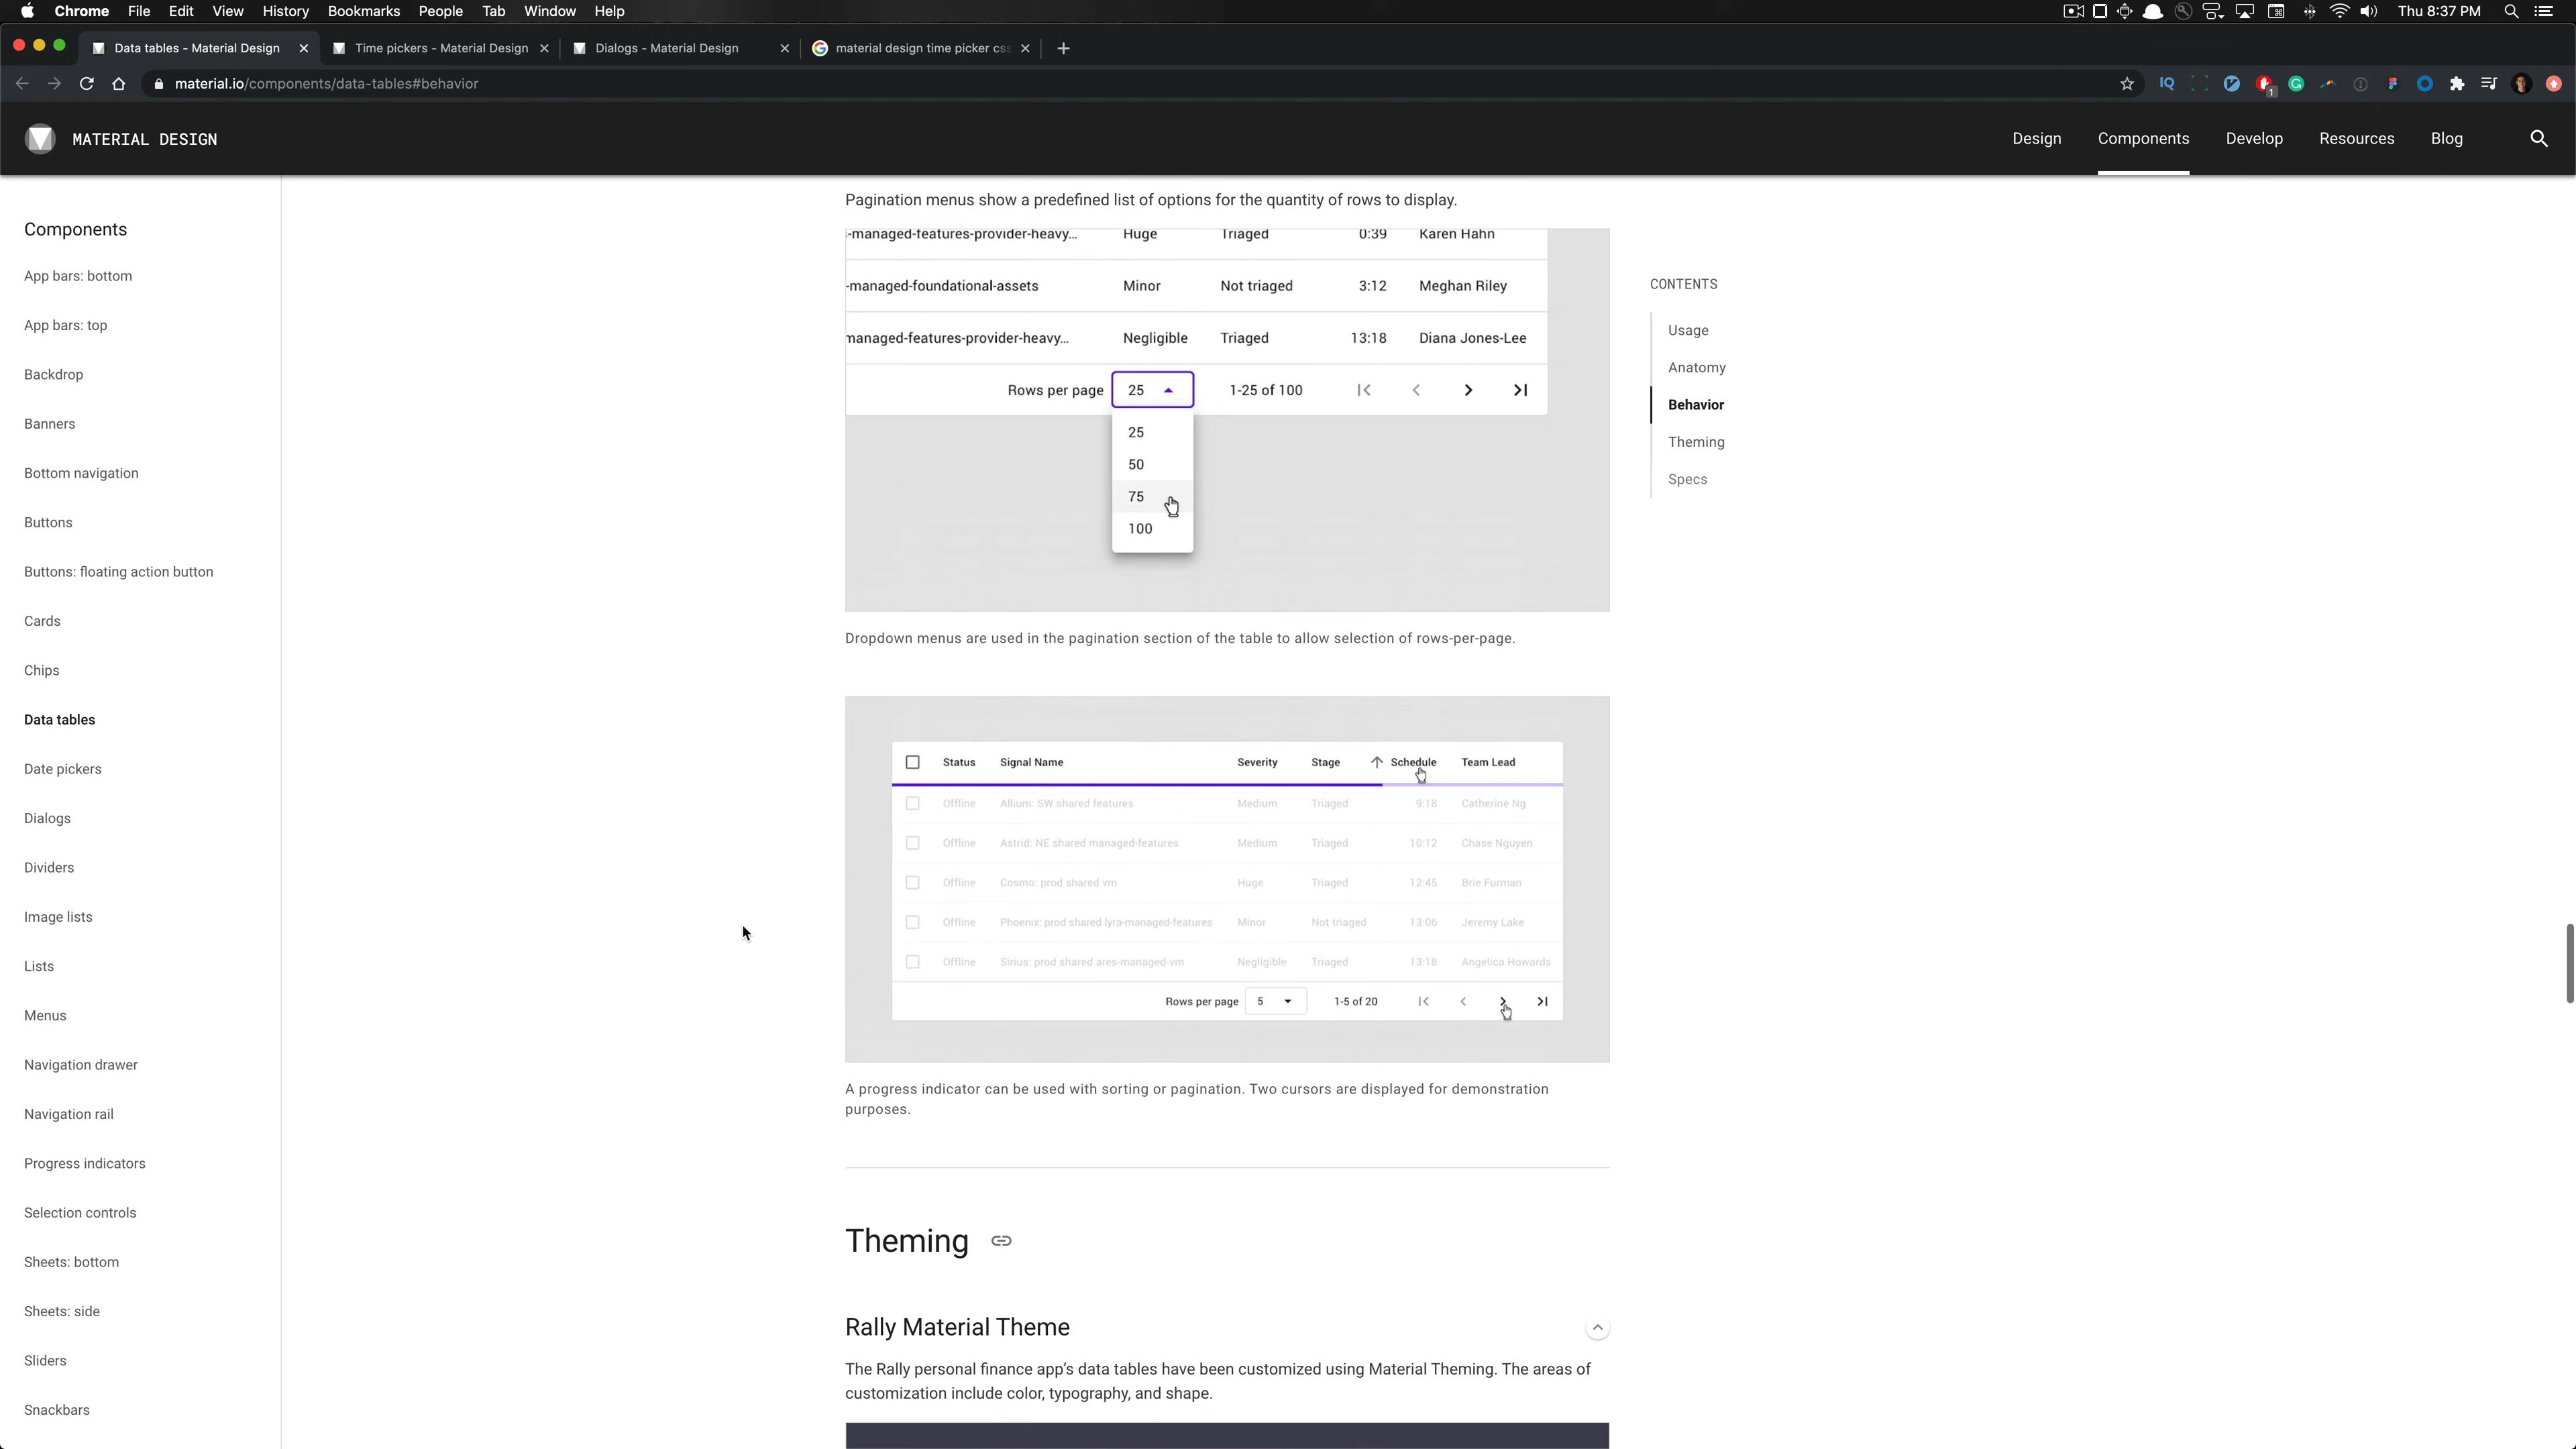 Chrome File Edit View History Bookmarks People Tab Window Help
Thu 8:37 PM
Data tables - Material Design
Time pickers - Material Design
Dialogs - Material Design
material design time picker css
material.io/components/data-tables#behavior
IQ
1
MATERIAL DESIGN
Design Components Develop Resources Blog
Components
App bars: bottom
App bars: top
Backdrop
Banners
Bottom navigation
Buttons
Buttons: floating action button
Cards
Chips
Data tables
Date pickers
Dialogs
Dividers
Image lists
Lists
Menus
Navigation drawer
Navigation rail
Progress indicators
Selection controls
Sheets: bottom
Sheets: side
Sliders
Snackbars
Pagination menus show a predefined list of options for the quantity of rows to display.
-managed-features-provider-heavy... Huge Triaged 0:39 Karen Hahn
-managed-foundational-assets Minor Not triaged 3:12 Meghan Riley
managed-features-provider-heavy... Negligible Triaged 13:18 Diana Jones-Lee
Rows per page 25 1-25 of 100
25
50
75
100
Dropdown menus are used in the pagination section of the table to allow selection of rows-per-page.
Status Signal Name Severity Stage Schedule Team Lead
Offline Allium: SW shared features Medium Triaged 9:18 Catherine Ng
Offline Astrid: NE shared managed-features Medium Triaged 10:12 Chase Nguyen
Offline Cosmo: prod shared vm Huge Triaged 12:45 Brie Furman
Offline Phoenix: prod shared lyra-managed-features Minor Not triaged 13:06 Jeremy Lake
Offline Sirius: prod shared ares-managed-vm Negligible Triaged 13:18 Angelica Howards
Rows per page 5 1-5 of 20
A progress indicator can be used with sorting or pagination. Two cursors are displayed for demonstration
purposes.
Theming
Rally Material Theme
The Rally personal finance app's data tables have been customized using Material Theming. The areas of
customization include color, typography, and shape.
CONTENTS
Usage
Anatomy
Behavior
Theming
Specs